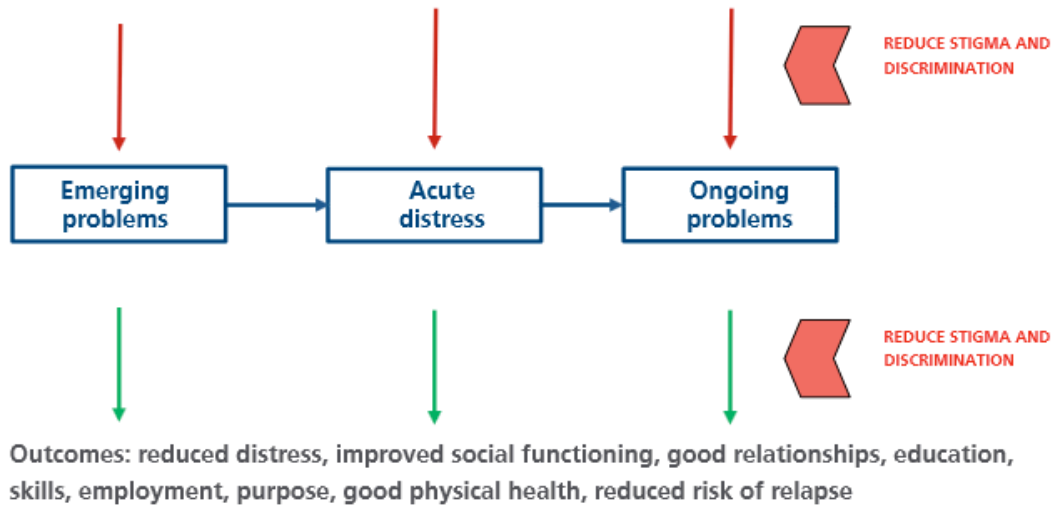 REDUCE STIGMA AND
DISCRIMINATION
Emerging
problems
Acute
distress
Ongoing
problems
REDUCE STIGMA AND
DISCRIMINATION
Outcomes: reduced distress, improved social functioning, good relationships, education,
skills, employment, purpose, good physical health, reduced risk of relapse